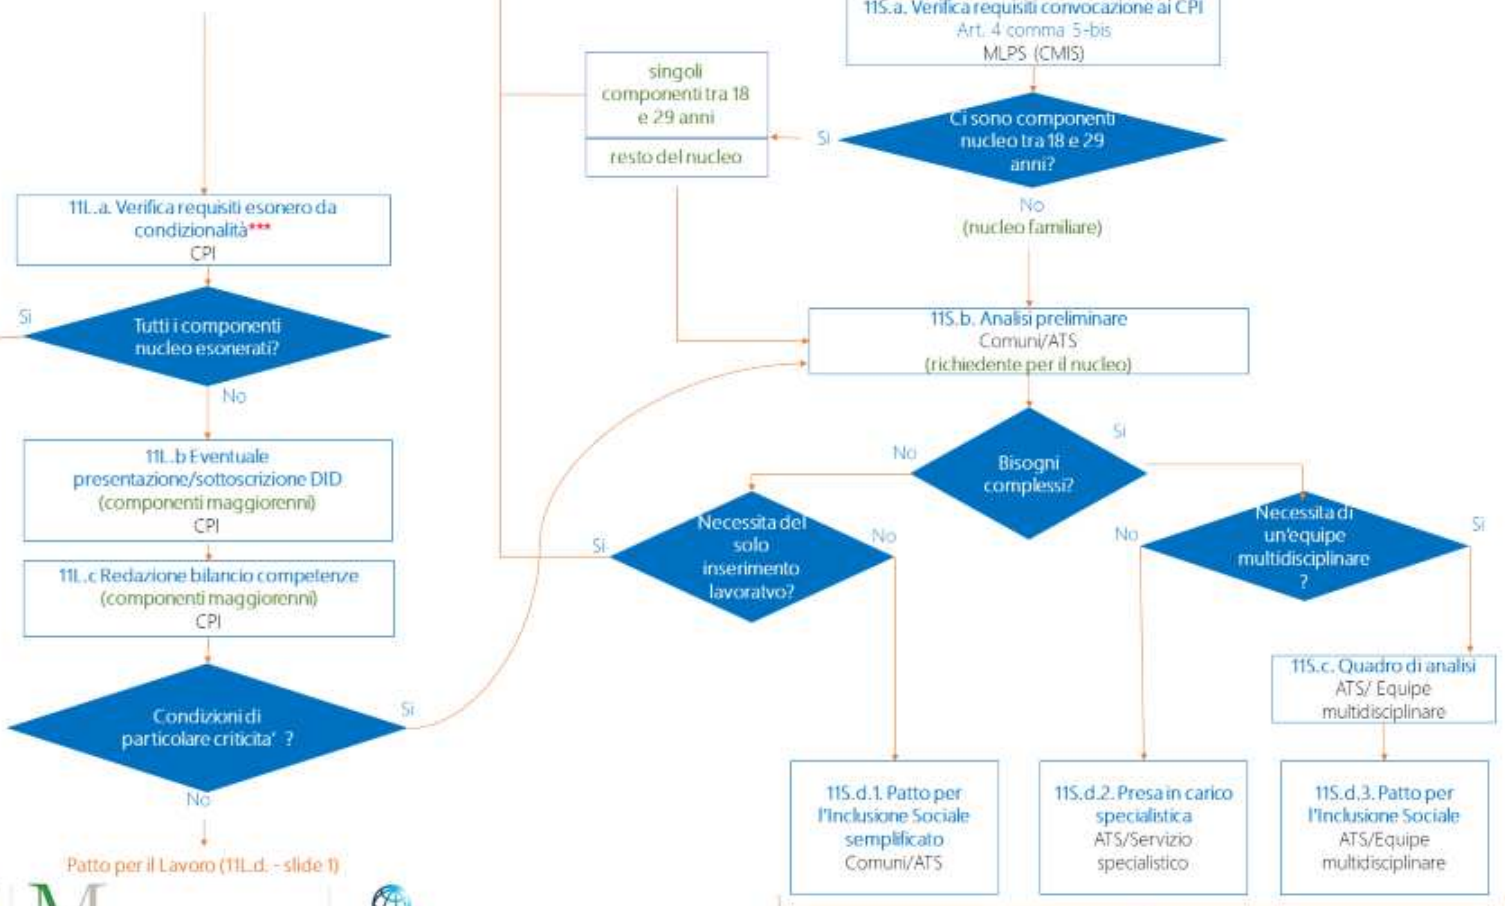 11S.a. Verifica requisiti convocazione ai CPI
Art. 4 comma 5-bis
MLPS (CMIS)
singoli
componenti tra 18
e 29 anni
resto del nucleo
Si
Ci sono componenti
nucleo tra 18 e 29
anni?
No
(nucleo familiare)
11L.a. Verifica requisiti esonero da
condizionalità***
CPI
Si
Tutti i componenti
nucleo esonerati?
No
11L.b Eventuale
presentazione/sottoscrizione DID
(componenti maggiorenni)
CPI
11L.c Redazione bilancio competenze
(componenti maggiorenni)
CPI
Condizioni di
particolare criticita' ?
Si
No
Patto per il Lavoro (11L.d. - slide 1)
11S.b. Analisi preliminare
Comuni/ATS
(richiedente per il nucleo)
No
Bisogni
complessi?
Si
Si
Necessita del
solo
inserimento
lavoratvo?
No
No
Necessita di
un'equipe
multidisciplinare
?
Si
11S.c. Quadro di analisi
ATS/ Equipe
multidisciplinare
11S.d.1. Patto per
l'Inclusione Sociale
semplificato
Comuni/ATS
11S.d.2. Presa in carico
specialistica
ATS/Servizio
specialistico
11S.d.3. Patto per
l'Inclusione Sociale
ATS/Equipe
multidisciplinare